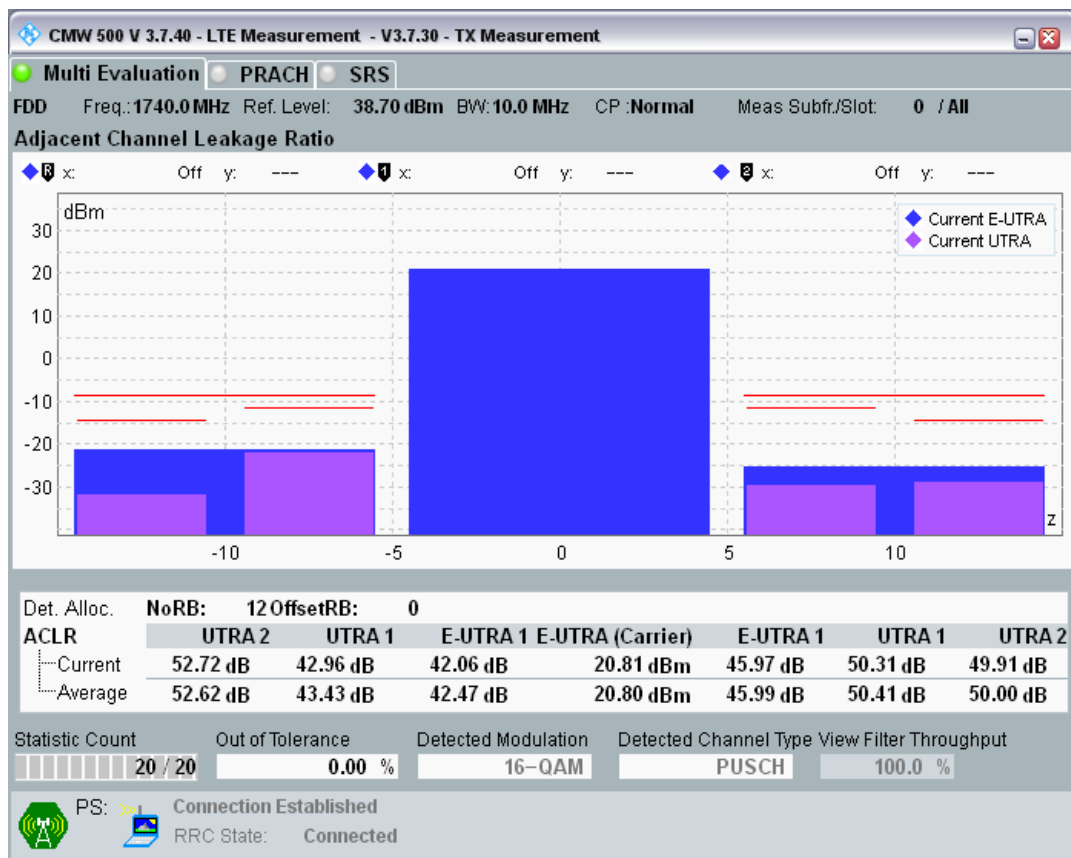 CMW 500 V 3.7.40 - LTE Measurement - V3.7.30 - TX Measurement
Multi Evaluation PRACH SRS
FDD Freq.: 1740.0 MHz Ref. Level: 38.70 dBm BW: 10.0 MHz CP :Normal Meas Subfr./Slot: 0 / All
Adjacent Channel Leakage Ratio
R x: Off y: --- 1 x: Off y: --- 2 x: Off y: ---
dBm
Current E-UTRA
Current UTRA
30
20
10
0
-10
-20
-30
z
-10 -5 0 5 10
Det. Alloc. NoRB: 12 OffsetRB: 0
ACLR UTRA 2 UTRA 1 E-UTRA 1 E-UTRA (Carrier) E-UTRA 1 UTRA 1 UTRA 2
Current 52.72 dB 42.96 dB 42.06 dB 20.81 dBm 45.97 dB 50.31 dB 49.91 dB
Average 52.62 dB 43.43 dB 42.47 dB 20.80 dBm 45.99 dB 50.41 dB 50.00 dB
Statistic Count Out of Tolerance Detected Modulation Detected Channel Type View Filter Throughput
20 / 20 0.00 % 16-QAM PUSCH 100.0 %
PS: Connection Established
RRC State: Connected